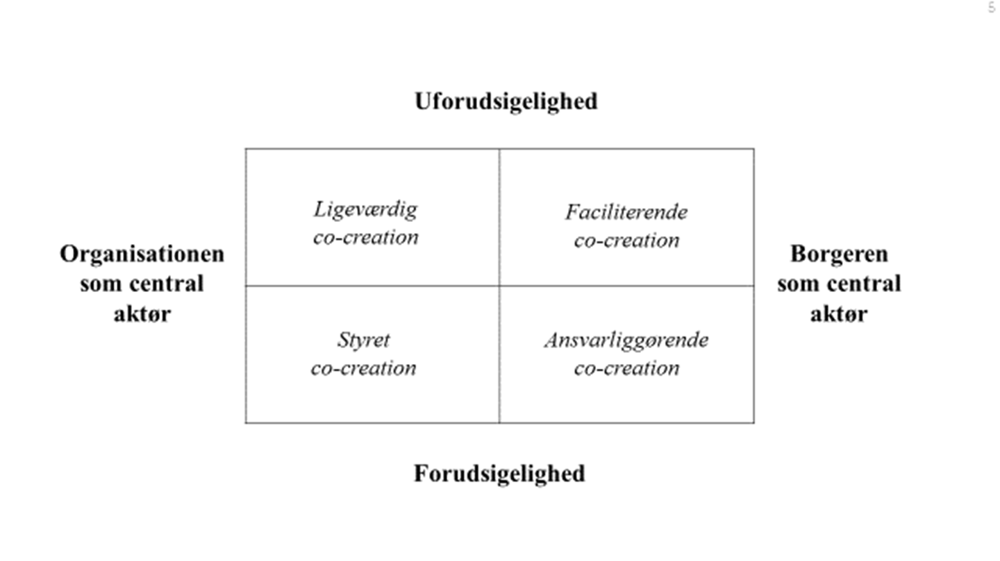 5
Uforudsigelighed
Ligeværdig
co-creation
Faciliterende
co-creation
Organisationen
som central
aktør
Borgeren
som central
aktør
Styret
co-creation
Ansvarliggørende
co-creation
Forudsigelighed